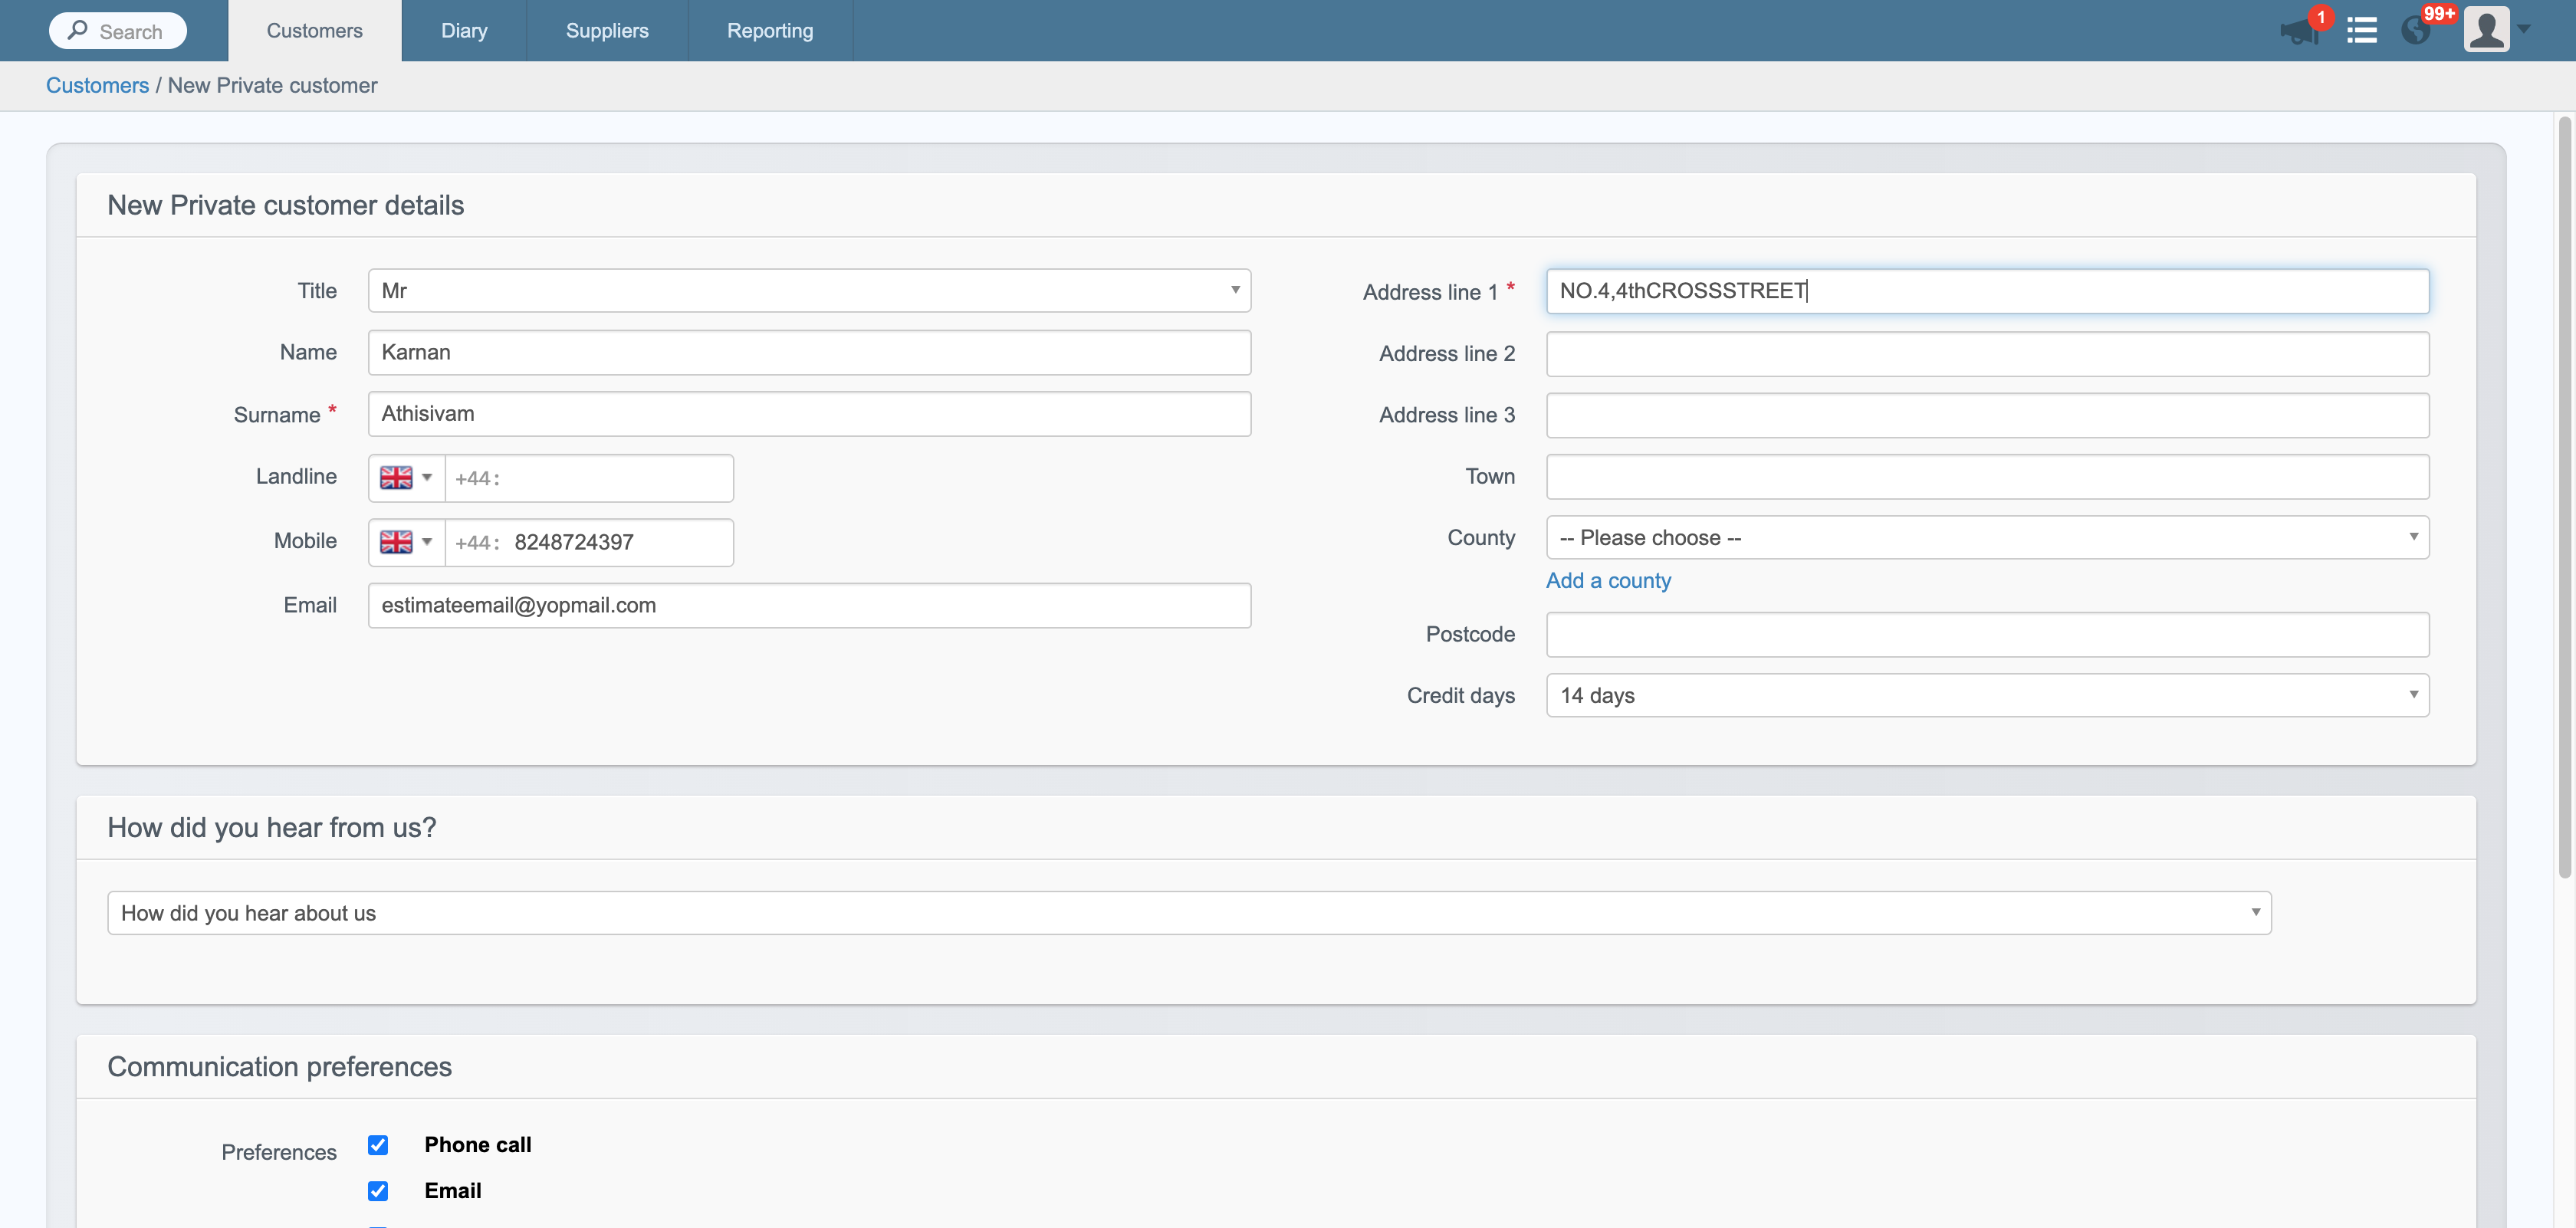 Search
Customers
Diary
Suppliers
Reporting
1
99+
Customers / New Private customer
New Private customer details
Title
Mr
Name
Karnan
Surname *
Athisivam
Landline
+44:
Mobile
+44: 8248724397
Email
estimateemail@yopmail.com
Address line 1 *
NO.4,4thCROSSSTREET
Address line 2
Address line 3
Town
County
-- Please choose --
Add a county
Postcode
Credit days
14 days
How did you hear from us?
How did you hear about us
Communication preferences
Preferences
Phone call
Email